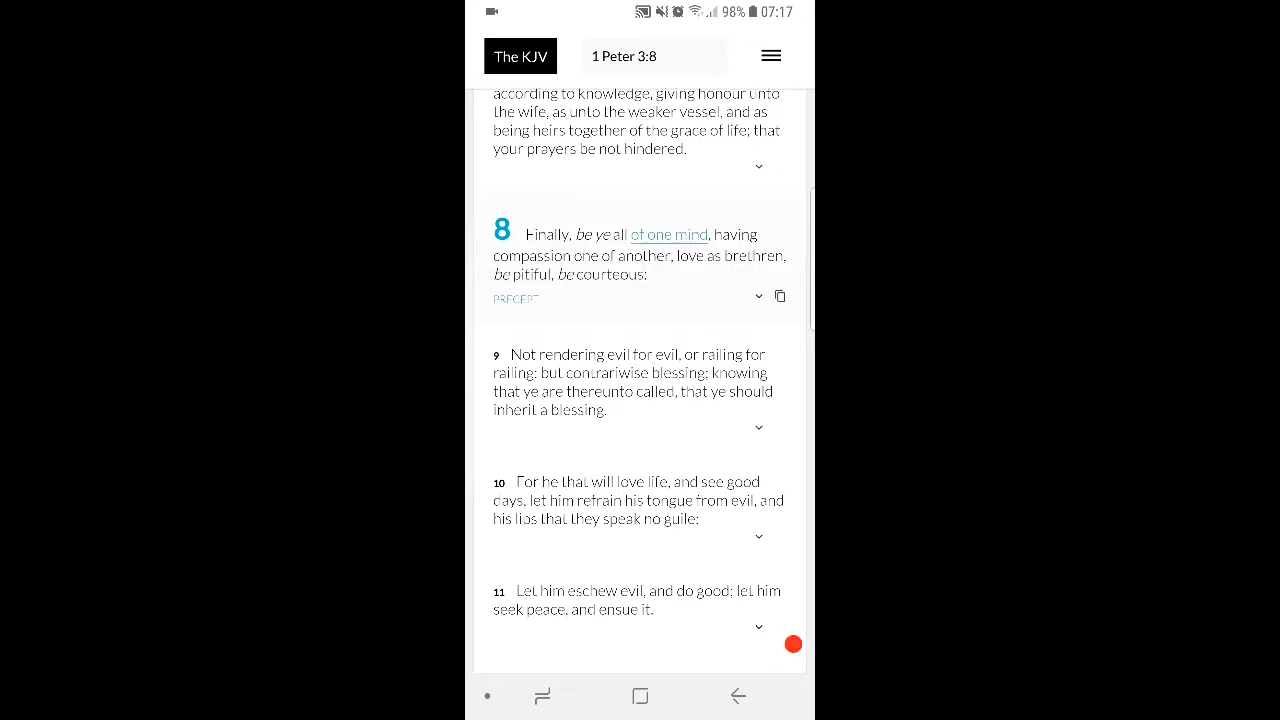 98% 07:17
The KJV 1 Peter 3:8
according to knowledge, giving honour unto
the wife, as unto the weaker vessel, and as
being heirs together of the grace of life; that
your prayers be not hindered.
8 Finally, be ye all of one mind, having
compassion one of another, love as brethren,
be pitiful, be courteous:
PRECEPT
9 Not rendering evil for evil, or railing for
railing: but contrariwise blessing; knowing
that ye are thereunto called, that ye should
inherit a blessing.
10 For he that will love life, and see good
days, let him refrain his tongue from evil, and
his lips that they speak no guile:
11 Let him eschew evil, and do good; let him
seek peace, and ensue it.